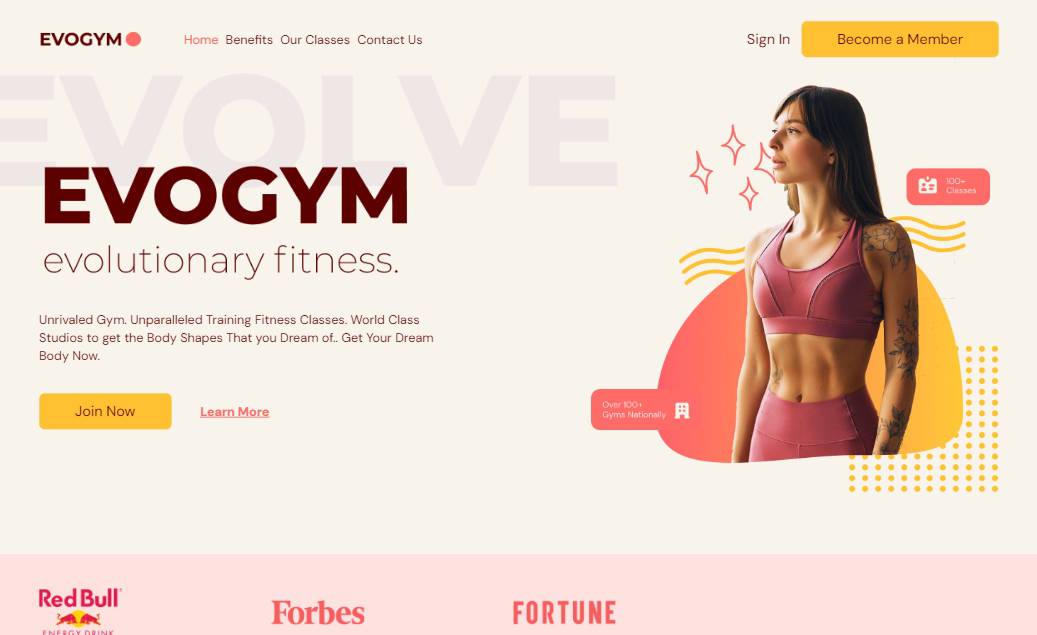 EVOGYM
Home Benefits Our Classes Contact Us
Sign In
Become a Member
EVOLVE
EVOGYM
evolutionary fitness.
Unrivaled Gym. Unparalleled Training Fitness Classes. World Class
Studios to get the Body Shapes That you Dream of.. Get Your Dream
Body Now.
Join Now
Learn More
100+
Classes
Over 100+
Gyms Nationally
Red Bull
ENERGY DRINK
Forbes
FORTUNE